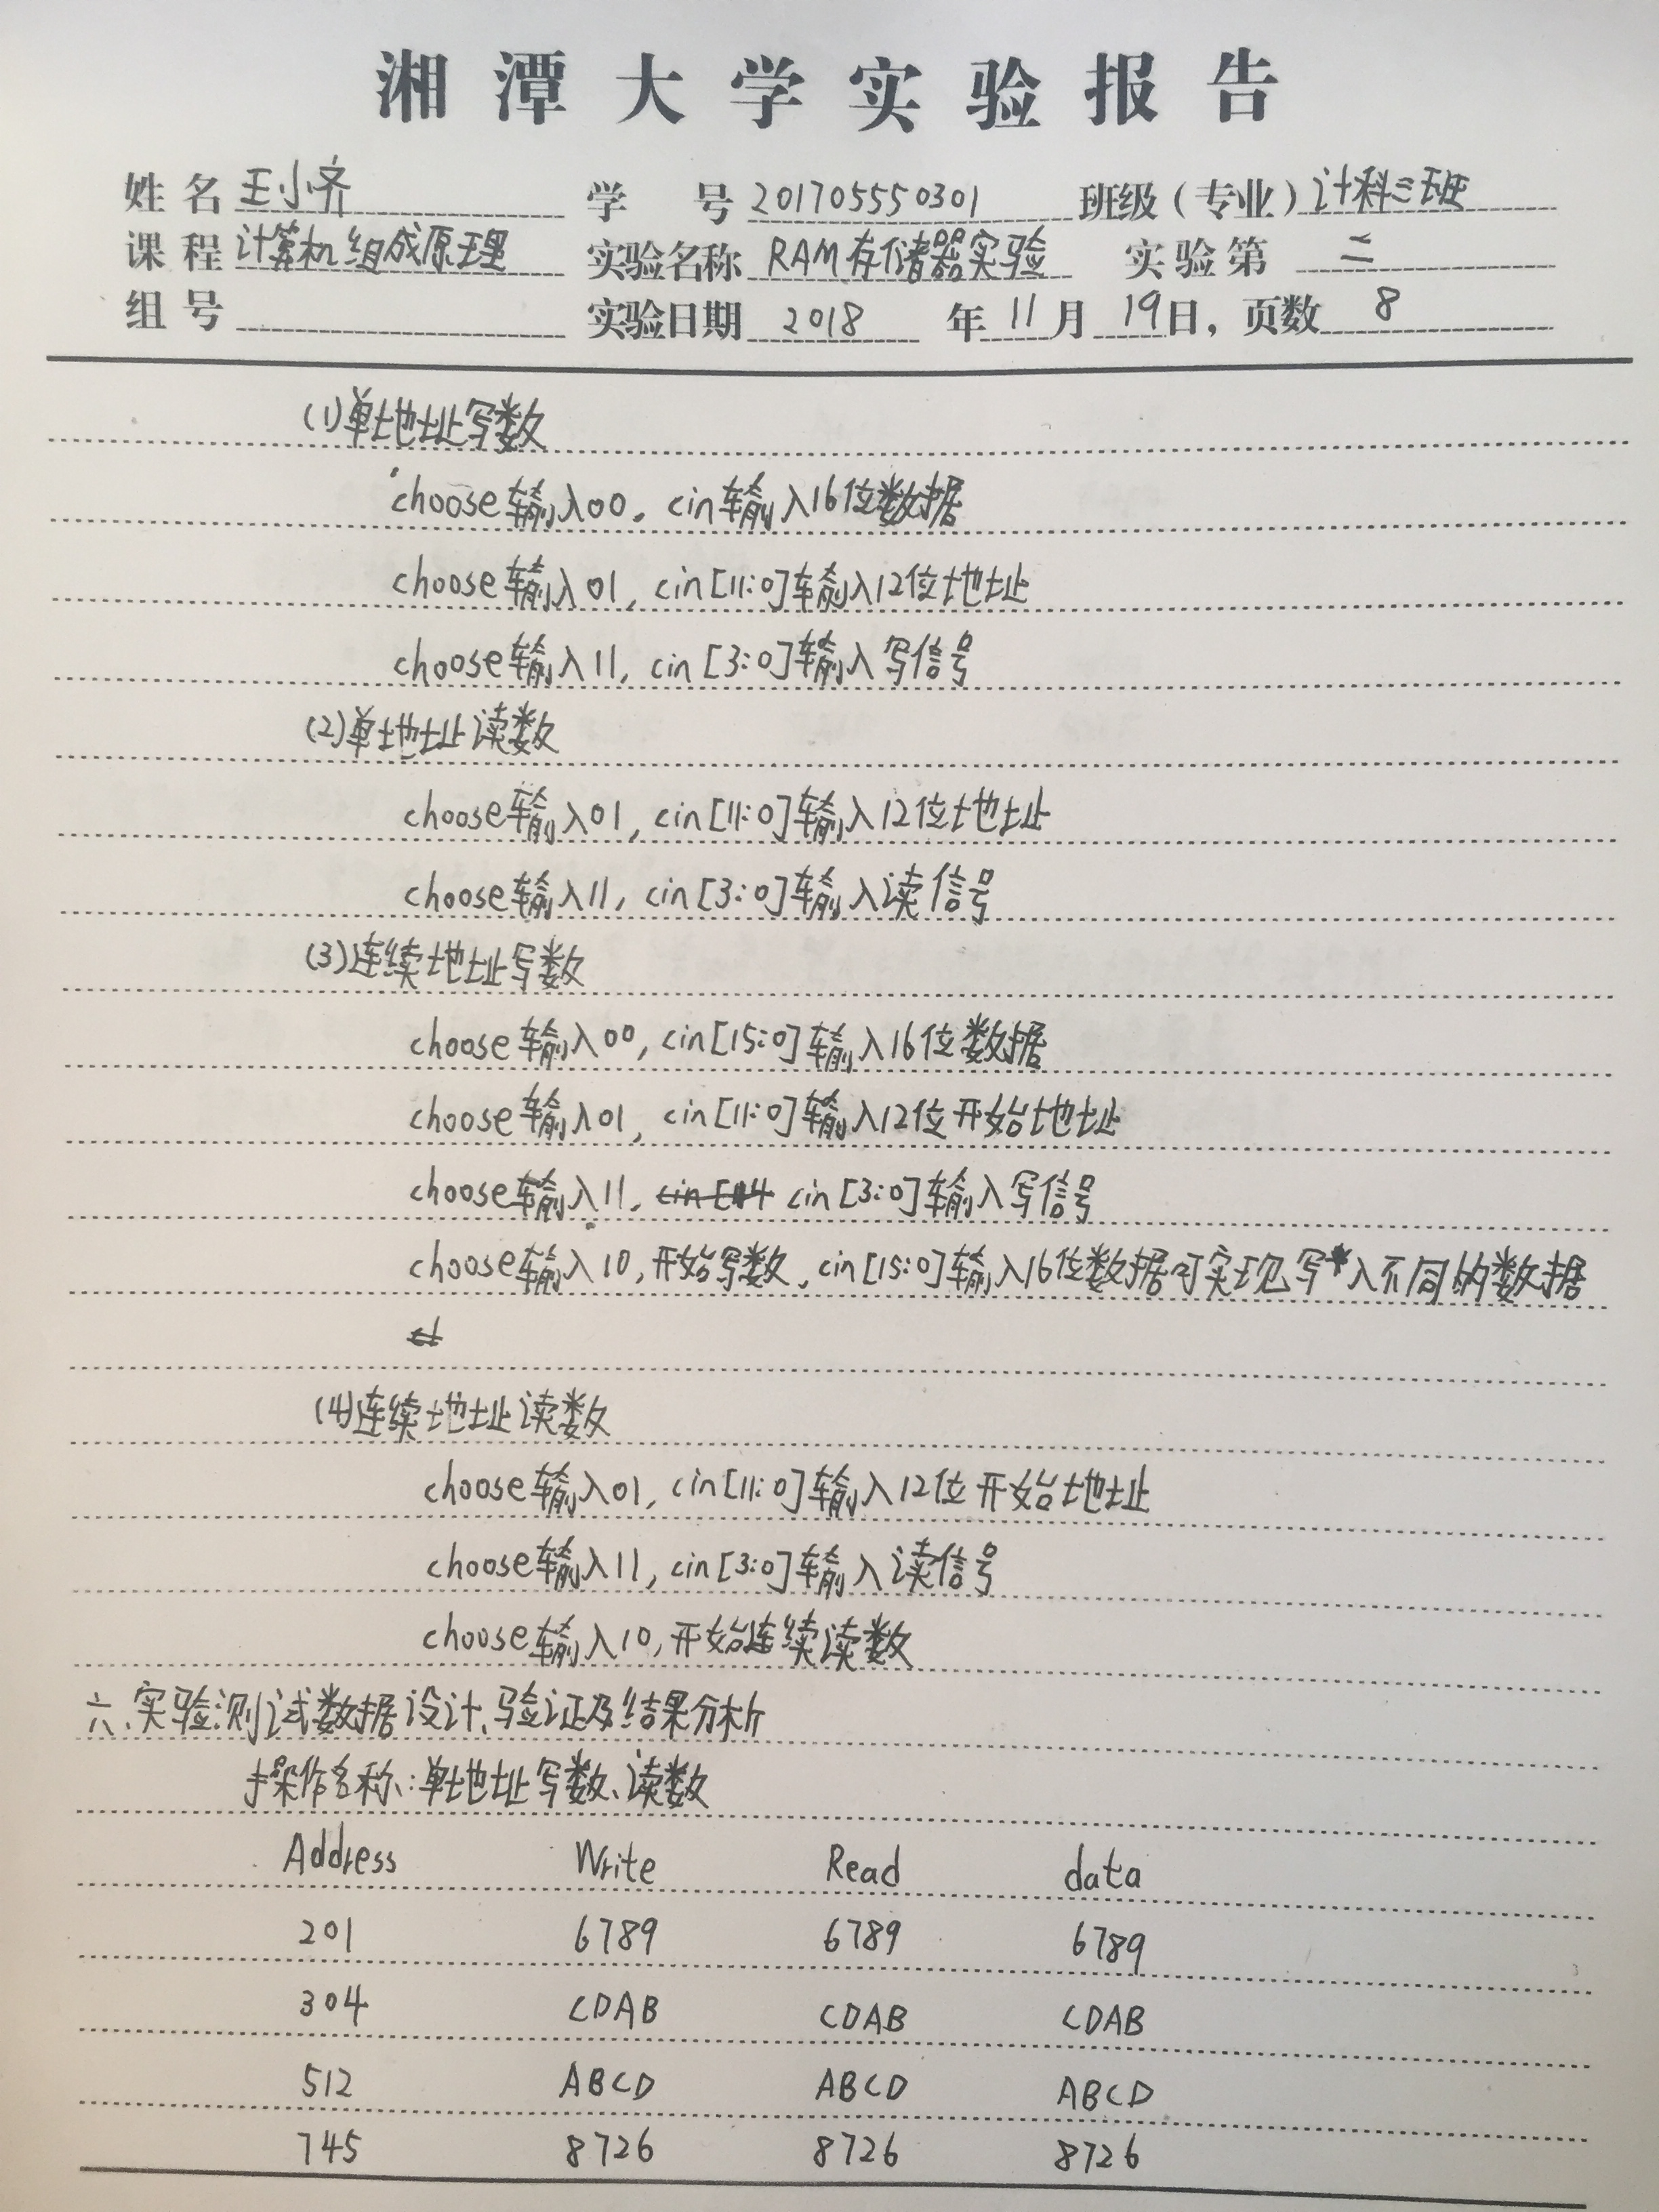 湘潭大学实验报告
姓名 王小齐 学号 201705550301 班级(专业) 计科三班
课程 计算机组成原理 实验名称 RAM存储器实验 实验第 二
组号 实验日期 2018 年 11 月 19 日, 页数 8
(1)单地址写数
choose输入00, cin输入16位数据
choose输入01, cin[11:0]输入12位地址
choose输入11, cin[3:0]输入写信号
(2)单地址读数
choose输入01, cin[11:0]输入12位地址
choose输入11, cin[3:0]输入读信号
(3)连续地址写数
choose输入00, cin[15:0]输入16位数据
choose输入01, cin[11:0]输入12位开始地址
choose输入11, cin[3:0]输入写信号
choose输入10,开始写数, cin[15:0]输入16位数据可实现写入不同的数据
(4)连续地址读数
choose输入01, cin[11:0]输入12位开始地址
choose输入11, cin[3:0]输入读信号
choose输入10,开始连续读数
六、实验测试数据设计、验证及结果分析
操作名称:单地址写数、读数
Address Write Read data
201 6789 6789 6789
304 CDAB CDAB CDAB
512 ABCD ABCD ABCD
745 8726 8726 8726